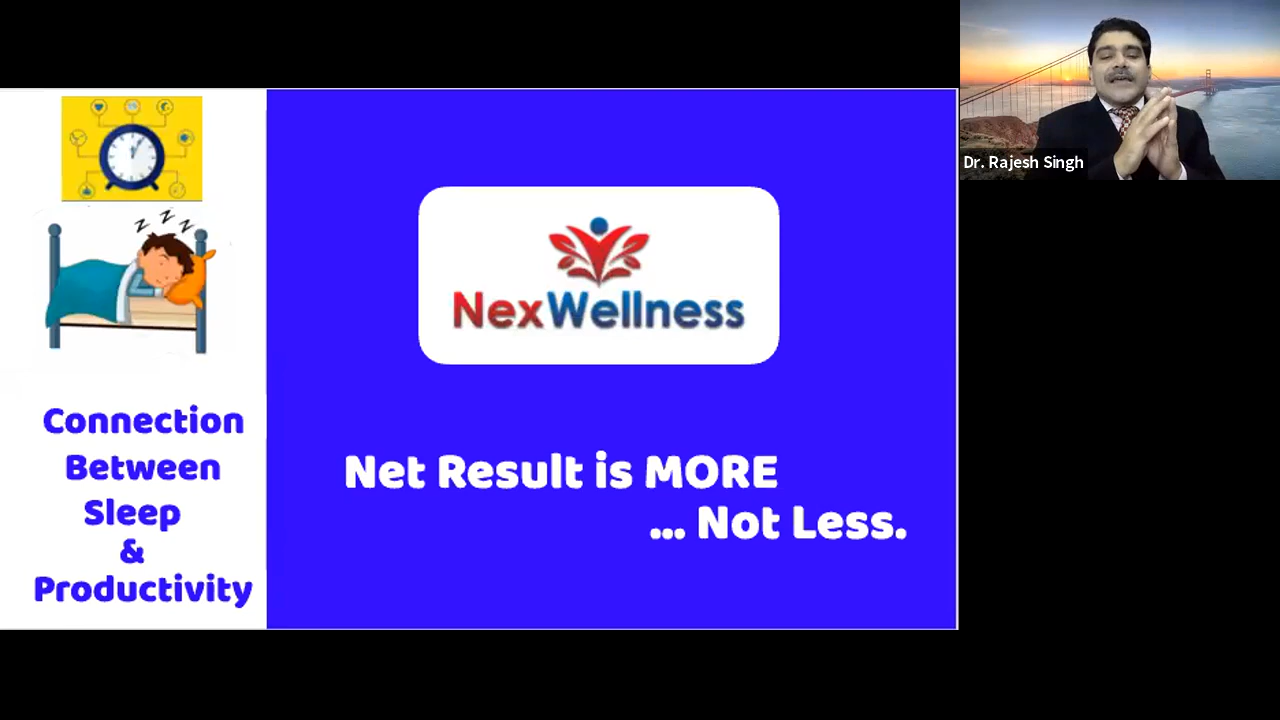 Z Z Z
Connection
Between
Sleep
&
Productivity
NexWellness
Net Result is MORE
... Not Less.
Dr. Rajesh Singh